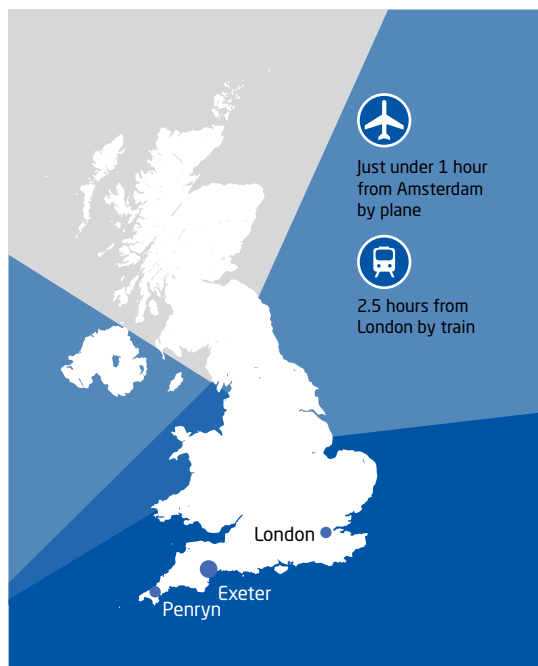 Just under 1 hour
from Amsterdam
by plane
2.5 hours from
London by train
London
Exeter
Penryn